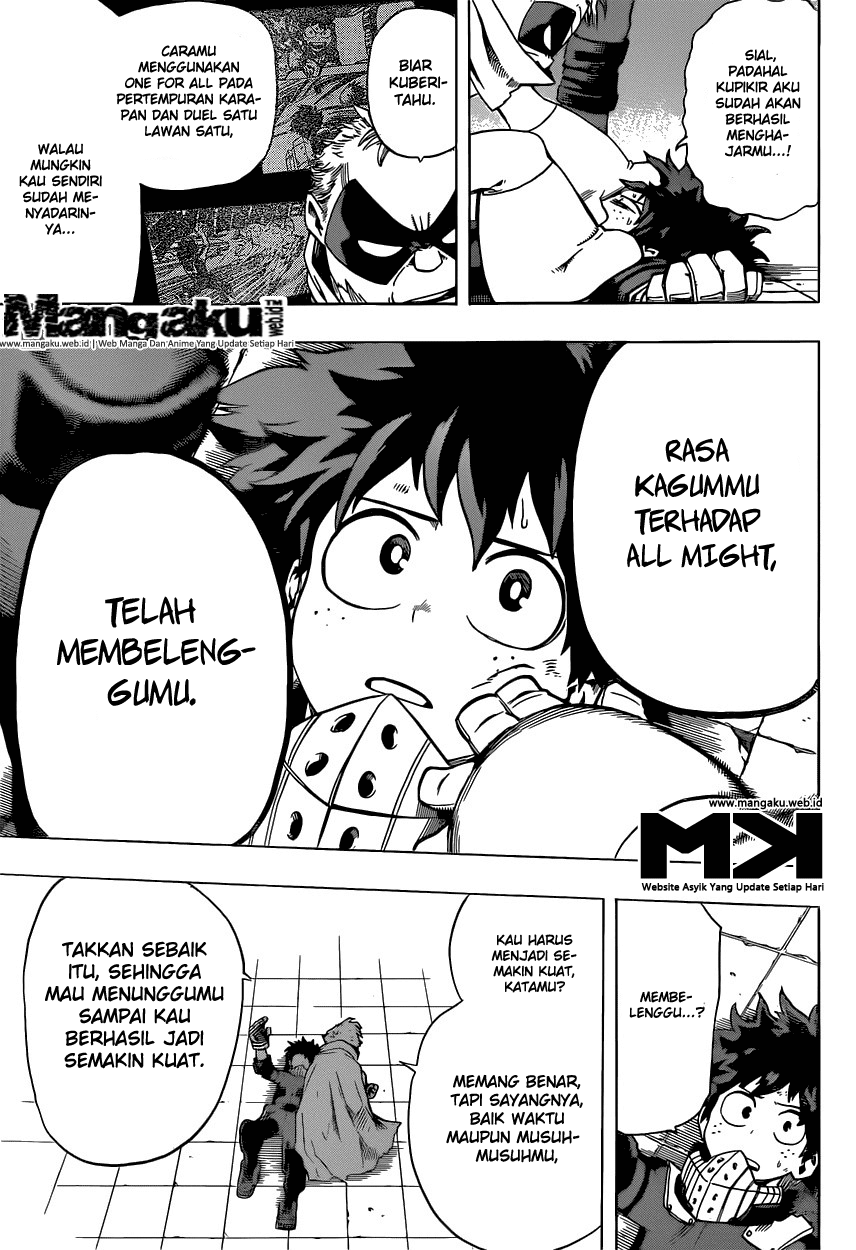 SIAL,
PADAHAL
KUPIKIR AKU
SUDAH AKAN
BERHASIL
MENGHA-
JARMU...!
BIAR
KUBERI-
TAHU.
CARAMU
MENGGUNAKAN
ONE FOR ALL PADA
PERTEMPURAN KARA-
PAN DAN DUEL SATU
LAWAN SATU,
WALAU
MUNGKIN
KAU SENDIRI
SUDAH ME-
NYADARIN-
YA...
Mangaku
web.id
www.mangaku.web.id | Web Manga Dan Anime Yang Update Setiap Hari
RASA
KAGUMMU
TERHADAP
ALL MIGHT,
TELAH
MEMBELENG-
GUMU.
www.mangaku.web.id
MK
Website Asyik Yang Update Setiap Hari
MEMBE-
LENGGU...?
KAU HARUS
MENJADI SE-
MAKIN KUAT,
KATAMU?
MEMANG BENAR,
TAPI SAYANGNYA,
BAIK WAKTU
MAUPUN MUSUH-
MUSUHMU,
TAKKAN SEBAIK
ITU, SEHINGGA
MAU MENUNGGUMU
SAMPAI KAU
BERHASIL JADI
SEMAKIN KUAT.